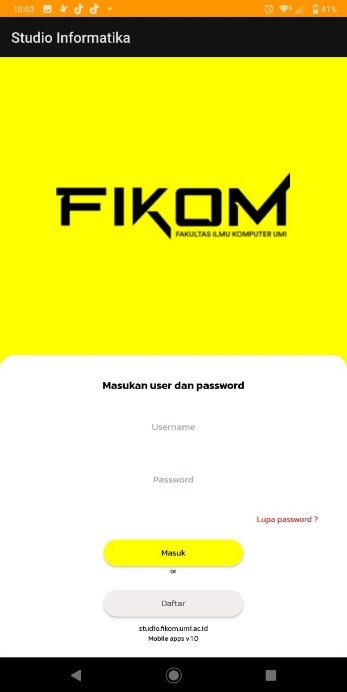 10:03
41%
Studio Informatika
FIKOM
FAKULTAS ILMU KOMPUTER UMI
Masukan user dan password
Username
Password
Lupa password ?
Masuk
or
Daftar
studio.fikom.umi.ac.id
Mobile apps v 1.0